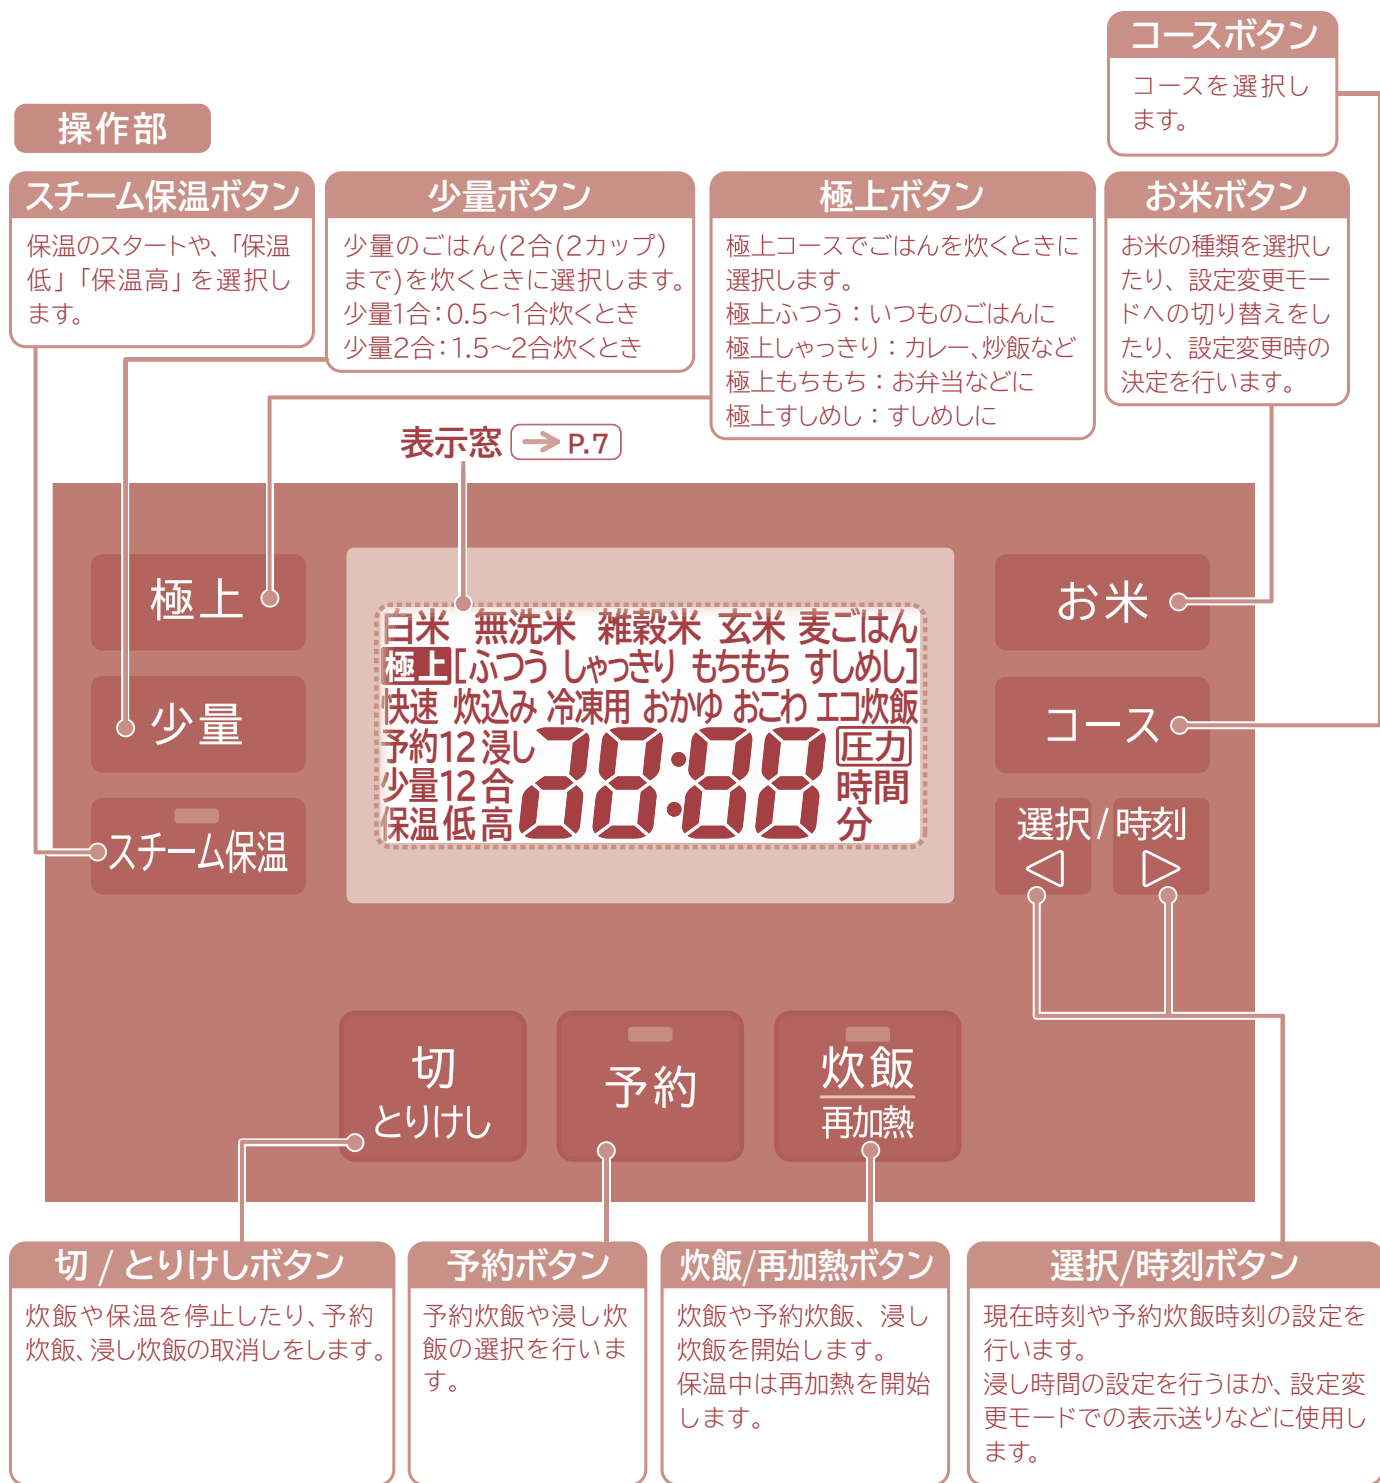 コースボタン
コースを選択し
ます。
操作部
スチーム保温ボタン
保温のスタートや、「保温
低」「保温高」を選択し
ます。
少量ボタン
少量のごはん(2合(2カップ)
まで)を炊くときに選択します。
少量1合：0.5～1合炊くとき
少量2合：1.5～2合炊くとき
極上ボタン
極上コースでごはんを炊くときに
選択します。
極上ふつう：いつものごはんに
極上しゃっきり：カレー、炒飯など
極上もちもち：お弁当などに
極上すしめし：すしめしに
お米ボタン
お米の種類を選択し
たり、設定変更モー
ドへの切り替えをし
たり、設定変更時の
決定を行います。
表示窓 → P.7
極上
少量
スチーム保温
白米 無洗米 雑穀米 玄米 麦ごはん
極上[ふつう しゃっきり もちもち すしめし]
快速 炊込み 冷凍用 おかゆ おこわ エコ炊飯
予約12 浸し
少量12 合
保温 低 高
28:88
圧力
時間
分
お米
コース
選択/時刻
◁ ▷
切
とりけし
予約
炊飯
再加熱
切 / とりけしボタン
炊飯や保温を停止したり、予約
炊飯、浸し炊飯の取消しをします。
予約ボタン
予約炊飯や浸し炊
飯の選択を行いま
す。
炊飯/再加熱ボタン
炊飯や予約炊飯、浸し
炊飯を開始します。
保温中は再加熱を開始
します。
選択/時刻ボタン
現在時刻や予約炊飯時刻の設定を
行います。
浸し時間の設定を行うほか、設定変
更モードでの表示送りなどに使用し
ます。